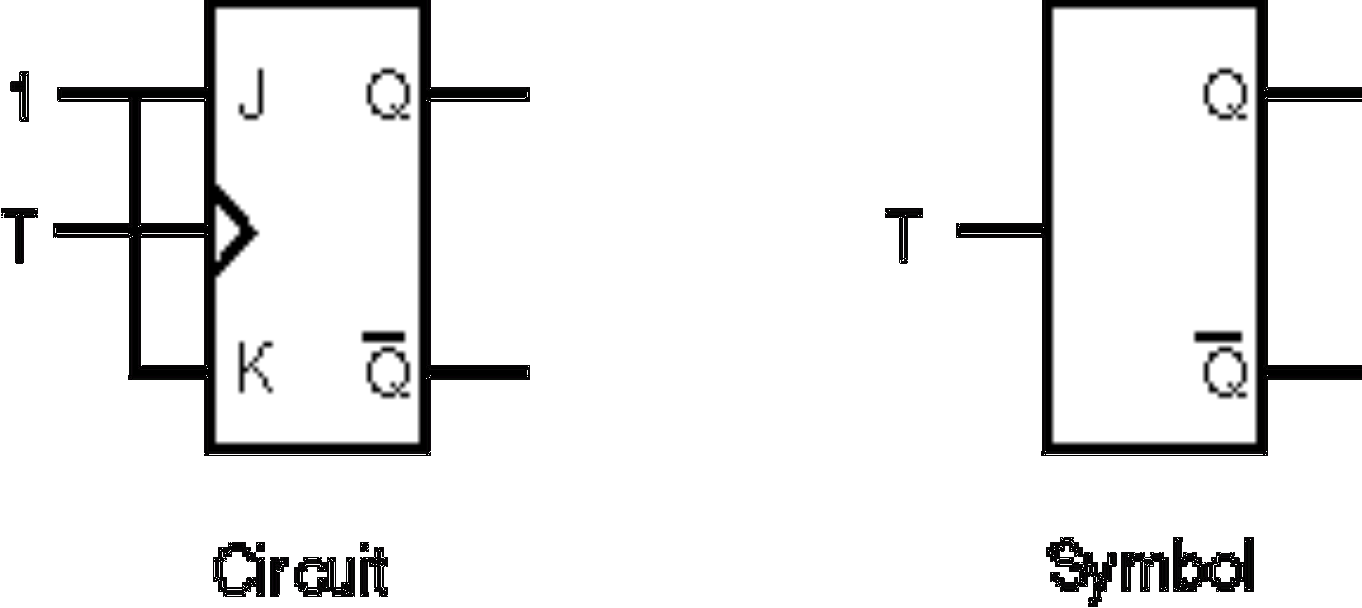 1 J Q Q
T T
K Q̅ Q̅
Circuit Symbol